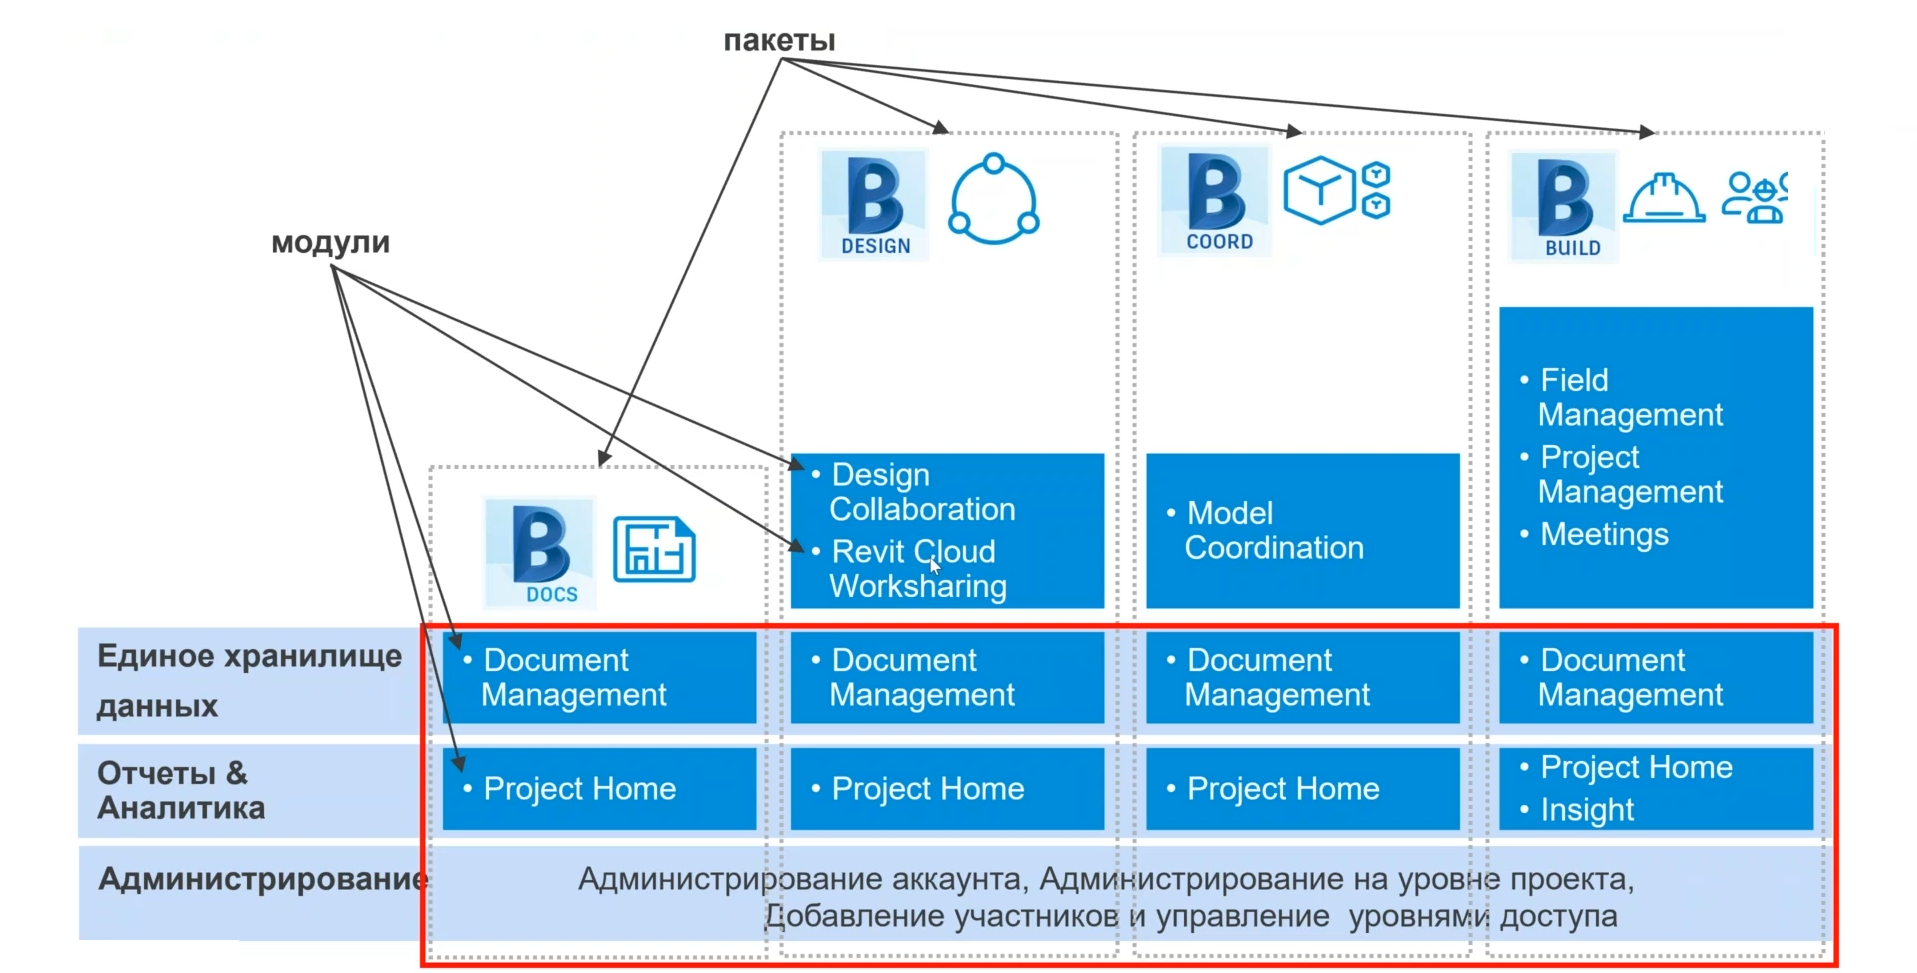 пакеты
модули
B
DESIGN
B
COORD
B
BUILD
B
DOCS
• Design
Collaboration
• Revit Cloud
Worksharing
• Model
Coordination
• Field
Management
• Project
Management
• Meetings
Единое хранилище
данных
• Document
Management
• Document
Management
• Document
Management
• Document
Management
Отчеты &
Аналитика
• Project Home
• Project Home
• Project Home
• Project Home
• Insight
Администрирование
Администрирование аккаунта, Администрирование на уровне проекта,
Добавление участников и управление уровнями доступа